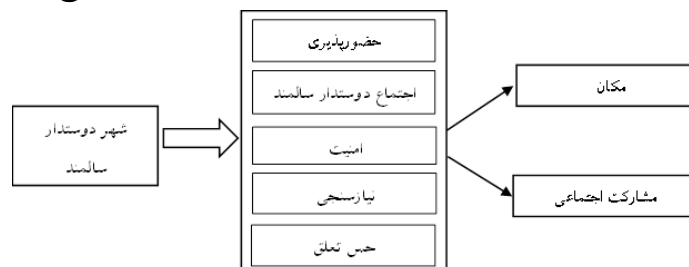 شهر دوستدار
سالمند
حضورپذیری
اجتماع دوستدار سالمند
امنیت
نیازسنجی
حس تعلق
مکان
مشارکت اجتماعی